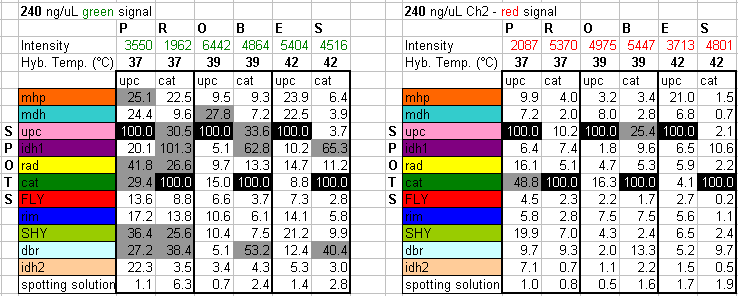 240 ng/uL green signal 240 ng/uL Ch2 - red signal
P R O B E S P R O B E S
Intensity 3550 1962 6442 4864 5404 4516 Intensity 2087 5370 4975 5447 3713 4801
Hyb. Temp. (°C) 37 37 39 39 42 42 Hyb. Temp. (°C) 37 37 39 39 42 42
upc cat upc cat upc cat upc cat upc cat upc cat
mhp 25.1 22.5 9.5 9.3 23.9 6.4 mhp 9.9 4.0 3.2 3.4 21.0 1.5
mdh 24.4 9.6 27.8 7.2 22.5 3.9 mdh 7.2 2.0 8.0 2.8 6.8 0.7
S upc 100.0 30.5 100.0 33.6 100.0 3.7 S upc 100.0 10.2 100.0 25.4 100.0 2.1
P idh1 20.1 101.3 5.1 62.8 10.2 65.3 P idh1 6.4 7.4 1.8 9.6 6.5 10.6
O rad 41.8 26.6 9.7 13.3 14.7 11.2 O rad 16.1 5.1 4.7 5.3 5.9 2.2
T cat 29.4 100.0 15.0 100.0 8.8 100.0 T cat 48.8 100.0 16.3 100.0 4.1 100.0
S FLY 13.6 8.8 6.6 3.7 7.3 2.8 S FLY 4.5 2.3 2.2 1.7 2.7 0.2
17.2 13.8 10.6 6.1 14.1 5.8 5.8 2.8 7.5 7.5 5.6 1.1
SHY 36.4 25.6 10.4 7.5 21.2 9.9 SHY 19.9 7.0 4.3 2.4 6.4 2.4
dbr 27.2 38.4 5.1 53.2 12.4 40.4 dbr 9.7 9.3 2.0 13.3 5.2 9.7
idh2 22.3 3.5 3.4 4.3 5.3 3.0 idh2 7.1 0.7 1.1 2.2 1.5 0.5
spotting solution 1.1 6.3 0.7 2.4 1.4 2.8 spotting solution 1.0 0.8 0.5 1.6 1.7 1.9